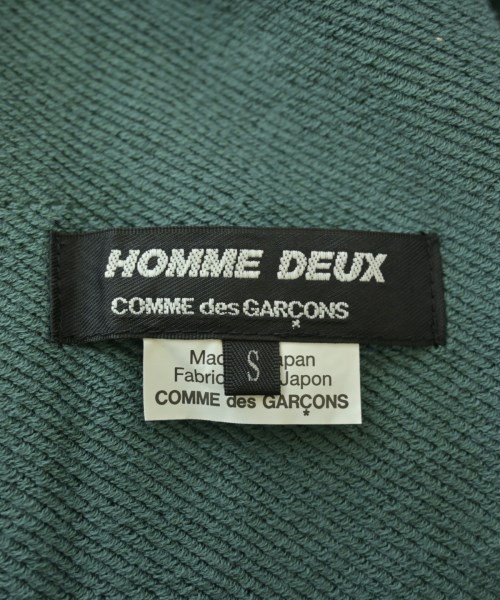 HOMME DEUX
COMME des GARÇONS
S
Mad apan
Fabric Japon
COMME des GARÇONS